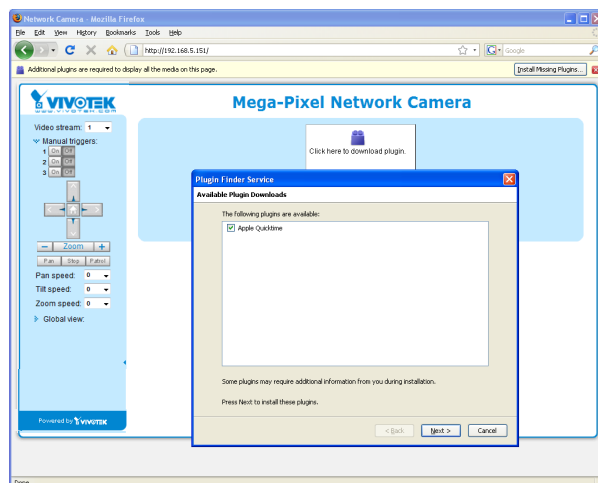 Network Camera - Mozilla Firefox
File Edit View History Bookmarks Tools Help
http://192.168.5.151/
Google
Additional plugins are required to display all the media on this page.
Install Missing Plugins...
VIVOTEK
www.vivotek.com
Mega-Pixel Network Camera
Video stream: 1
Manual triggers:
1 On Off
2 On Off
3 On Off
Zoom
Pan Stop Patrol
Pan speed: 0
Tilt speed: 0
Zoom speed: 0
Global view:
Powered by VIVOTEK
Click here to download plugin.
Plugin Finder Service
Available Plugin Downloads
The following plugins are available:
Apple Quicktime
Some plugins may require additional information from you during installation.
Press Next to install these plugins.
< Back Next > Cancel
Done